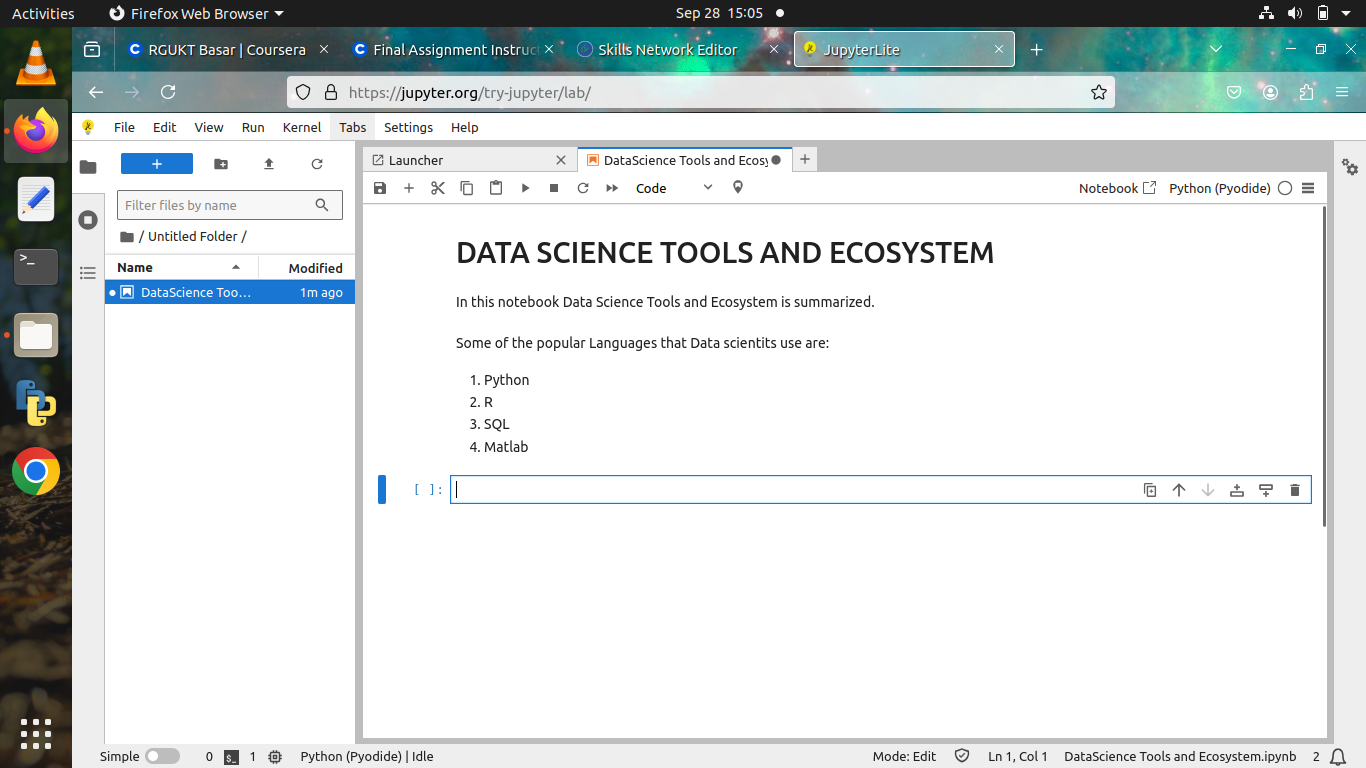 Activities Firefox Web Browser Sep 28 15:05
RGUKT Basar | Coursera Final Assignment Instruc Skills Network Editor JupyterLite
https://jupyter.org/try-jupyter/lab/
File Edit View Run Kernel Tabs Settings Help
+ Launcher DataScience Tools and Ecosy +
Code Notebook Python (Pyodide)
Filter files by name
/ Untitled Folder /
Name Modified
DataScience Too... 1m ago
DATA SCIENCE TOOLS AND ECOSYSTEM
In this notebook Data Science Tools and Ecosystem is summarized.
Some of the popular Languages that Data scientits use are:
1. Python
2. R
3. SQL
4. Matlab
[ ]:
Simple 0 $_ 1 Python (Pyodide) | Idle Mode: Edit Ln 1, Col 1 DataScience Tools and Ecosystem.ipynb 2